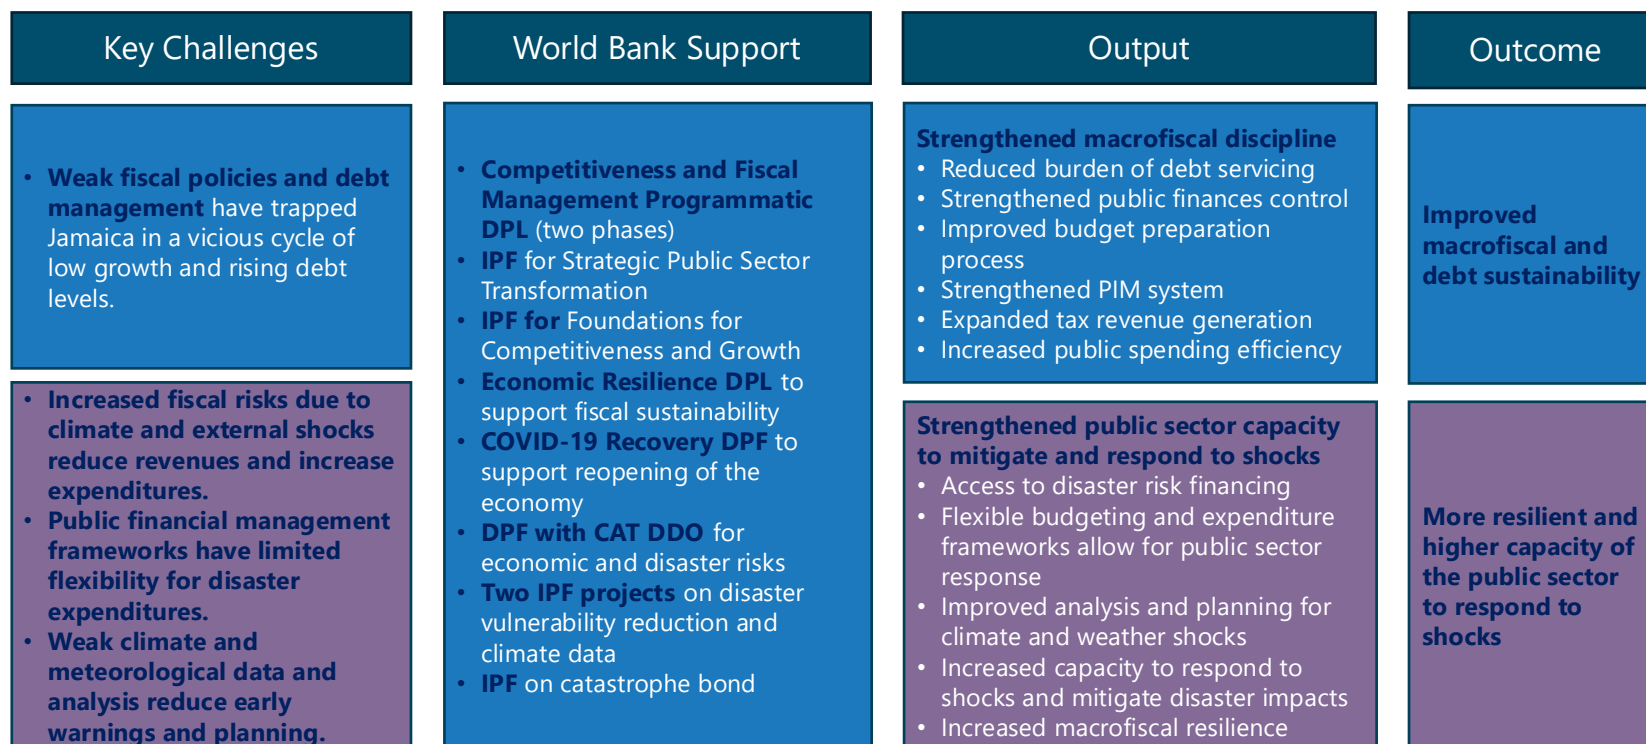 Key Challenges
World Bank Support
Output
Outcome
• Weak fiscal policies and debt
management have trapped
Jamaica in a vicious cycle of
low growth and rising debt
levels.
• Increased fiscal risks due to
climate and external shocks
reduce revenues and increase
expenditures.
• Public financial management
frameworks have limited
flexibility for disaster
expenditures.
• Weak climate and
meteorological data and
analysis reduce early
warnings and planning.
• Competitiveness and Fiscal
Management Programmatic
DPL (two phases)
• IPF for Strategic Public Sector
Transformation
• IPF for Foundations for
Competitiveness and Growth
• Economic Resilience DPL to
support fiscal sustainability
• COVID-19 Recovery DPF to
support reopening of the
economy
• DPF with CAT DDO for
economic and disaster risks
• Two IPF projects on disaster
vulnerability reduction and
climate data
• IPF on catastrophe bond
Strengthened macrofiscal discipline
• Reduced burden of debt servicing
• Strengthened public finances control
• Improved budget preparation
process
• Strengthened PIM system
• Expanded tax revenue generation
• Increased public spending efficiency
Strengthened public sector capacity
to mitigate and respond to shocks
• Access to disaster risk financing
• Flexible budgeting and expenditure
frameworks allow for public sector
response
• Improved analysis and planning for
climate and weather shocks
• Increased capacity to respond to
shocks and mitigate disaster impacts
• Increased macrofiscal resilience
Improved
macrofiscal and
debt sustainability
More resilient and
higher capacity of
the public sector
to respond to
shocks